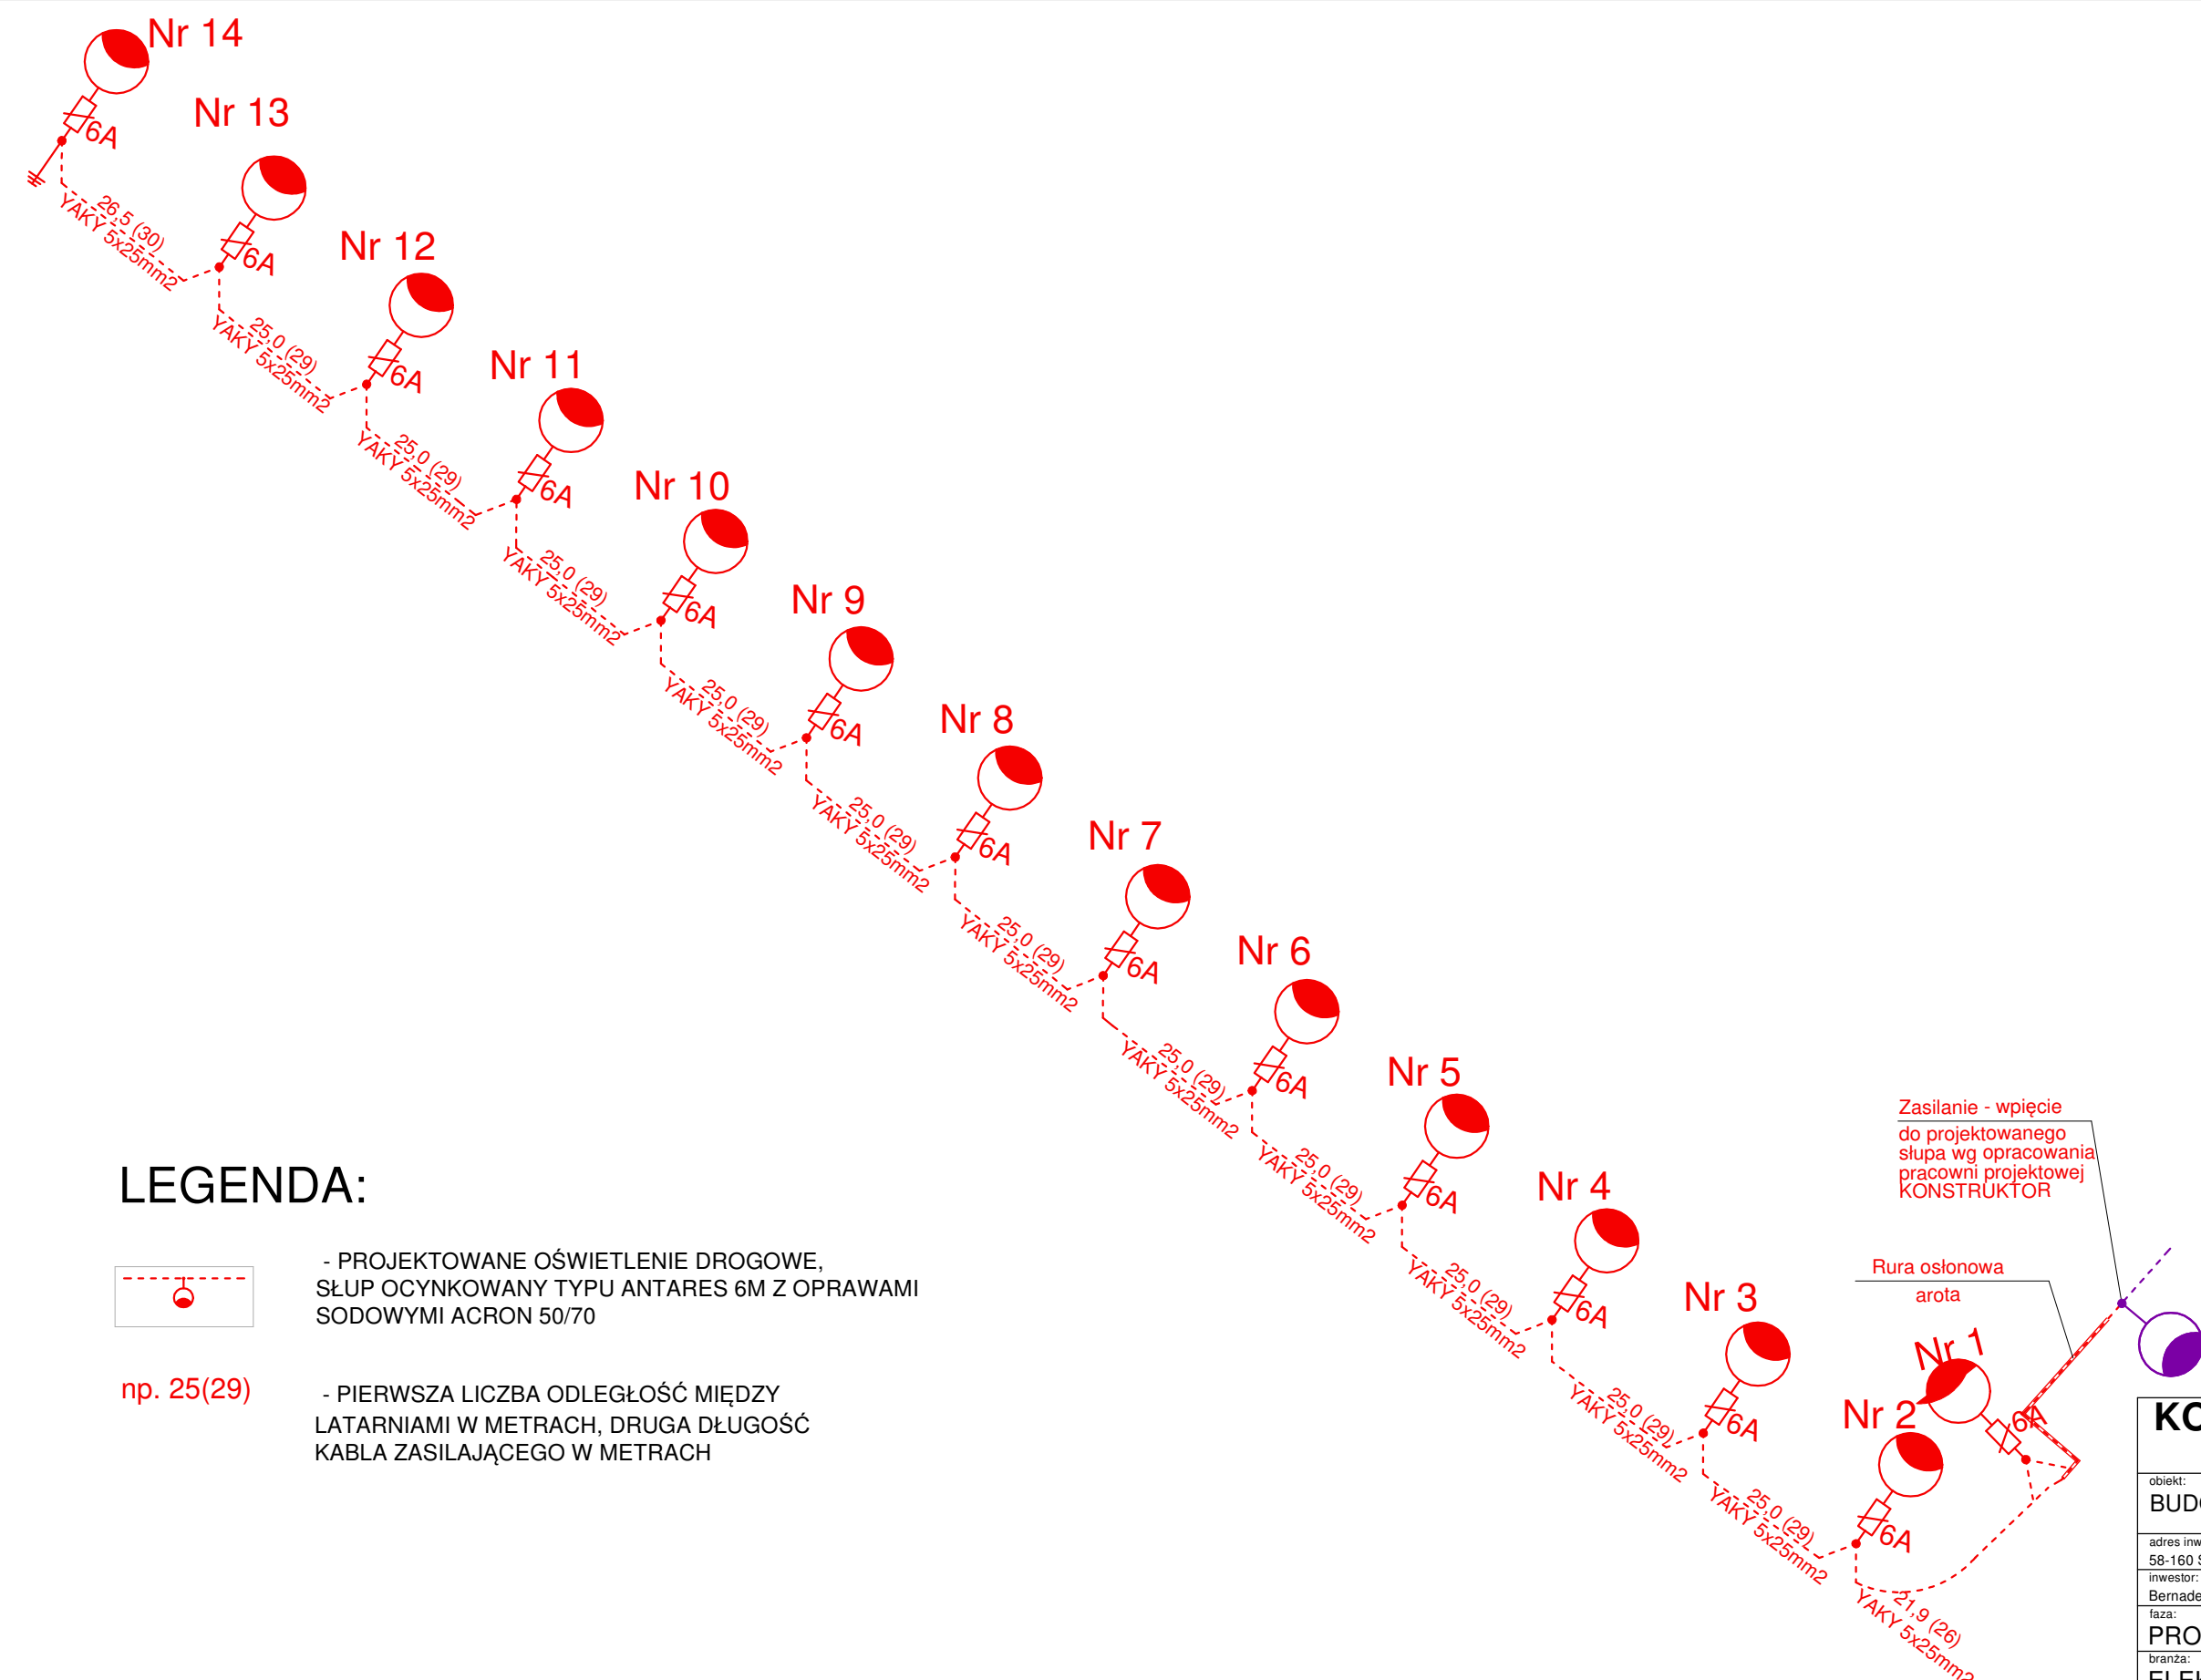 Nr 14
6A
26,5 (30)
YAKY 5x25mm2
Nr 13
6A
25,0 (29)
YAKY 5x25mm2
Nr 12
6A
25,0 (29)
YAKY 5x25mm2
Nr 11
6A
25,0 (29)
YAKY 5x25mm2
Nr 10
6A
25,0 (29)
YAKY 5x25mm2
Nr 9
6A
25,0 (29)
YAKY 5x25mm2
Nr 8
6A
25,0 (29)
YAKY 5x25mm2
Nr 7
6A
25,0 (29)
YAKY 5x25mm2
Nr 6
6A
25,0 (29)
YAKY 5x25mm2
Nr 5
6A
25,0 (29)
YAKY 5x25mm2
Nr 4
6A
25,0 (29)
YAKY 5x25mm2
Nr 3
6A
25,0 (29)
YAKY 5x25mm2
Nr 2
6A
21,9 (26)
YAKY 5x25mm2
Nr 1
6A
Zasilanie - wpięcie
do projektowanego
słupa wg opracowania
pracowni projektowej
KONSTRUKTOR
Rura osłonowa
arota
LEGENDA:
- PROJEKTOWANE OŚWIETLENIE DROGOWE,
SŁUP OCYNKOWANY TYPU ANTARES 6M Z OPRAWAMI
SODOWYMI ACRON 50/70
np. 25(29)
- PIERWSZA LICZBA ODLEGŁOŚĆ MIĘDZY
LATARNIAMI W METRACH, DRUGA DŁUGOŚĆ
KABLA ZASILAJĄCEGO W METRACH
obiekt:
adres
58-160
inwestor:
faza:
branża: